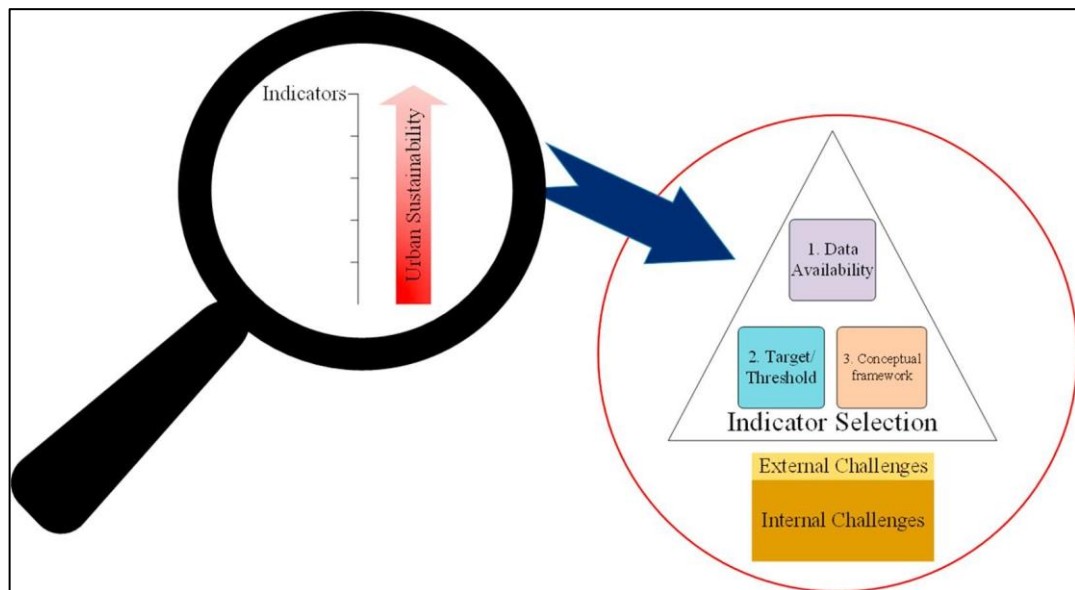 Indicators
Urban Sustainability
1. Data
Availability
2. Target/
Threshold
3. Conceptual
framework
Indicator Selection
External Challenges
Internal Challenges